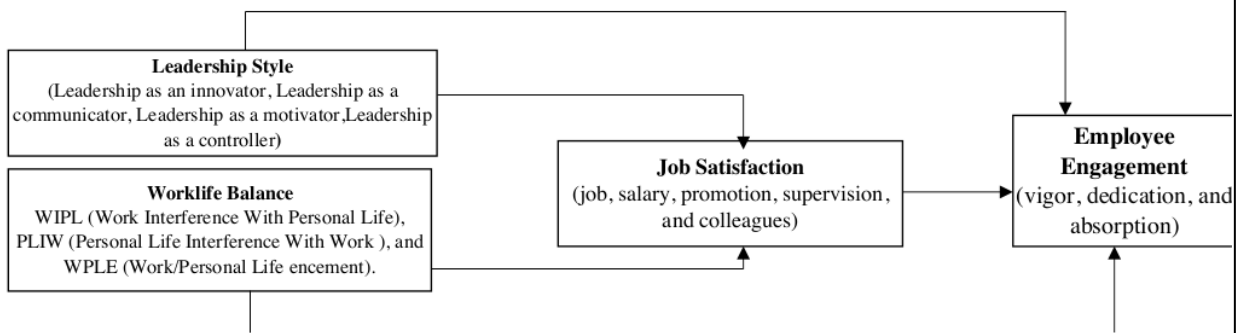 Leadership Style
(Leadership as an innovator, Leadership as a
communicator, Leadership as a motivator,Leadership
as a controller)
Worklife Balance
WIPL (Work Interference With Personal Life),
PLIW (Personal Life Interference With Work ), and
WPLE (Work/Personal Life encement).
Job Satisfaction
(job, salary, promotion, supervision,
and colleagues)
Employee
Engagement
(vigor, dedication, and
absorption)